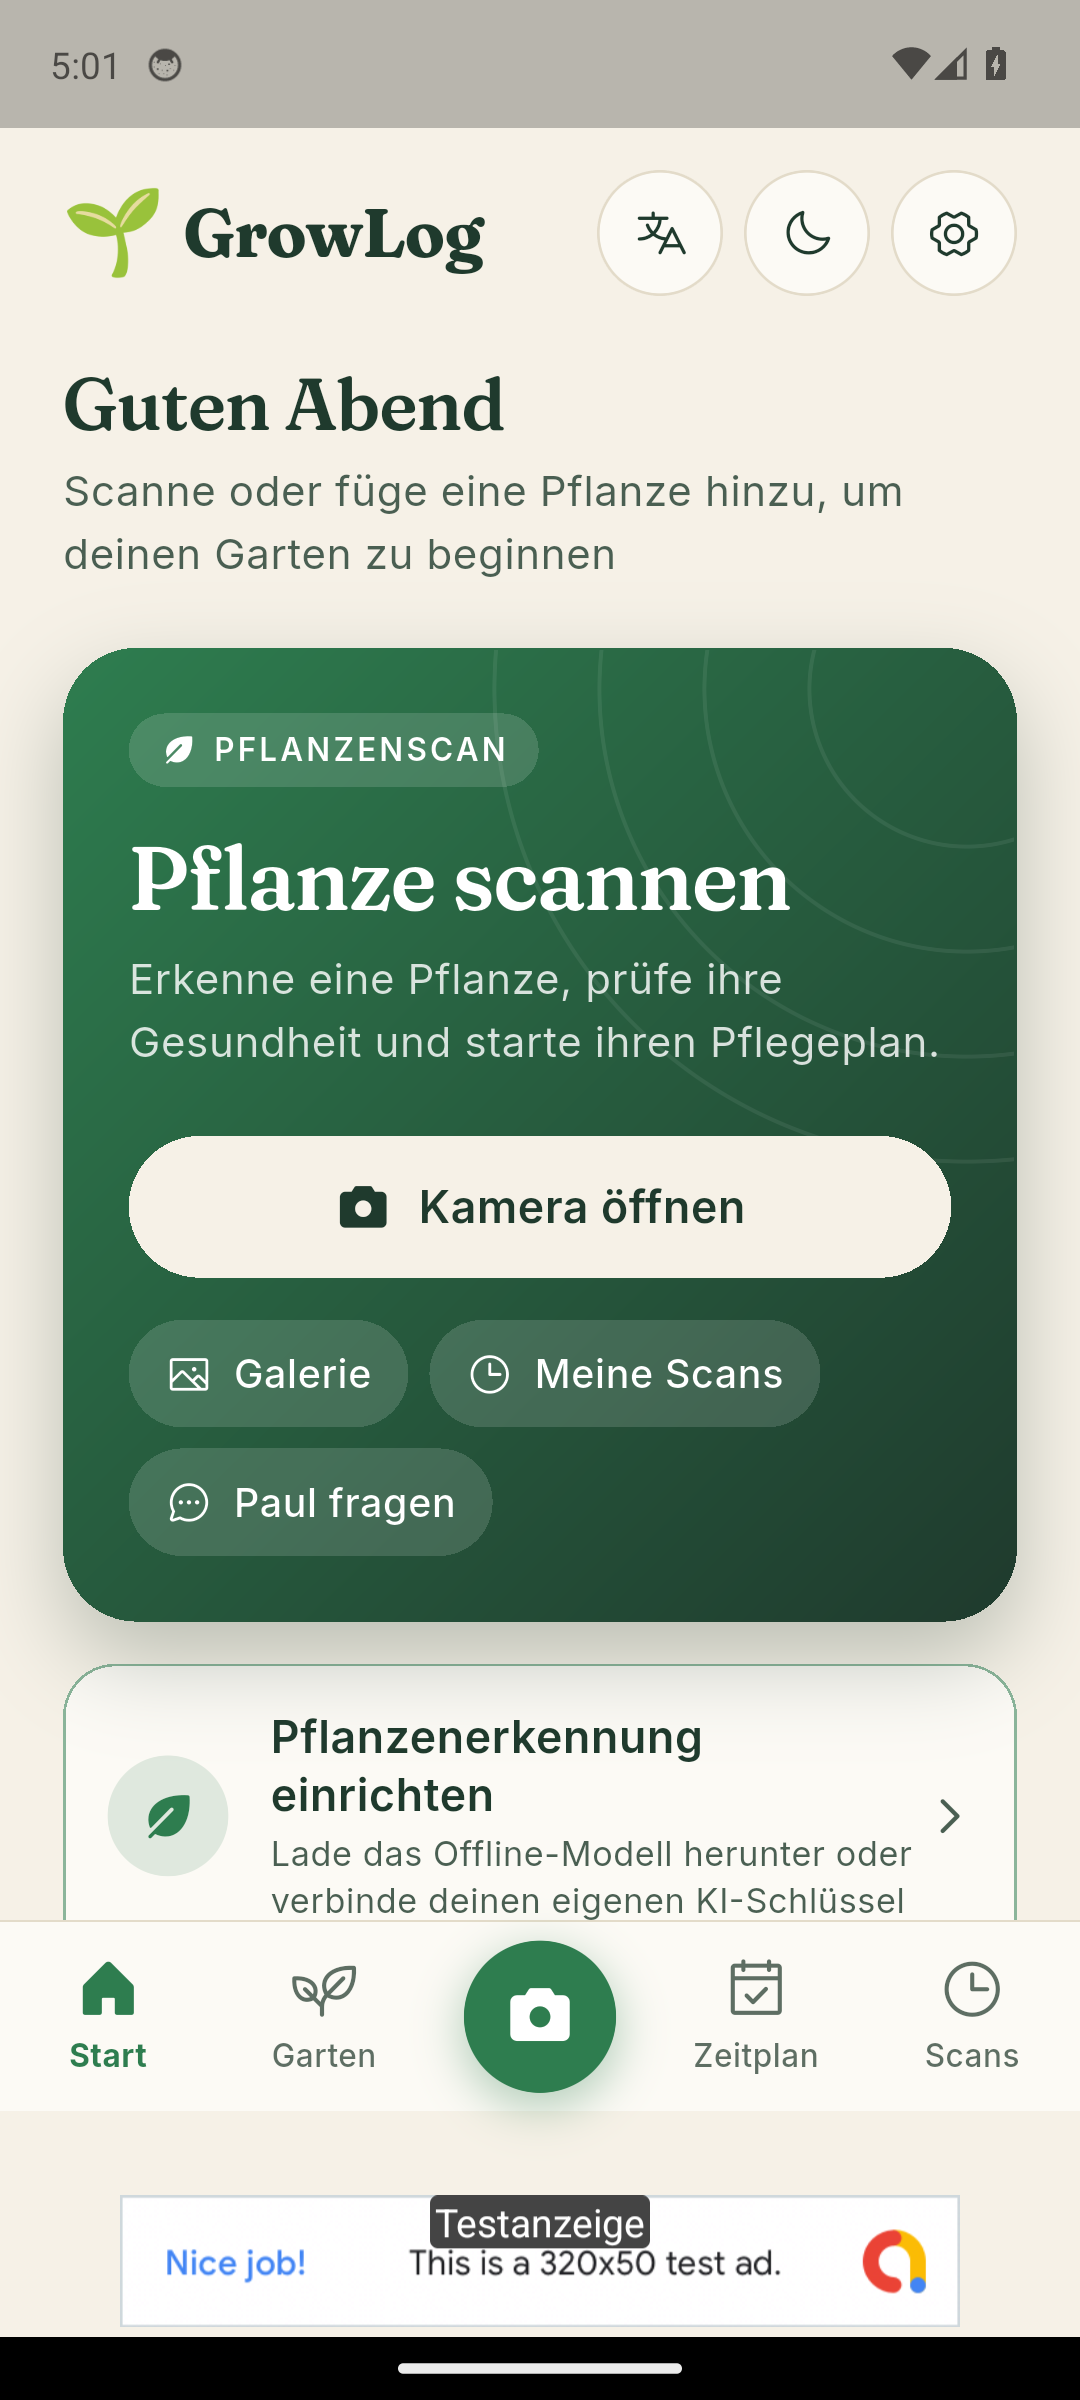 5:01
GrowLog
Guten Abend
Scanne oder füge eine Pflanze hinzu, um
deinen Garten zu beginnen
PFLANZENSCAN
Pflanze scannen
Erkenne eine Pflanze, prüfe ihre
Gesundheit und starte ihren Pflegeplan.
Kamera öffnen
Galerie
Meine Scans
Paul fragen
Pflanzenerkennung
einrichten
Lade das Offline-Modell herunter oder
verbinde deinen eigenen KI-Schlüssel
Start
Garten
Zeitplan
Scans
Testanzeige
Nice job!
This is a 320x50 test ad.